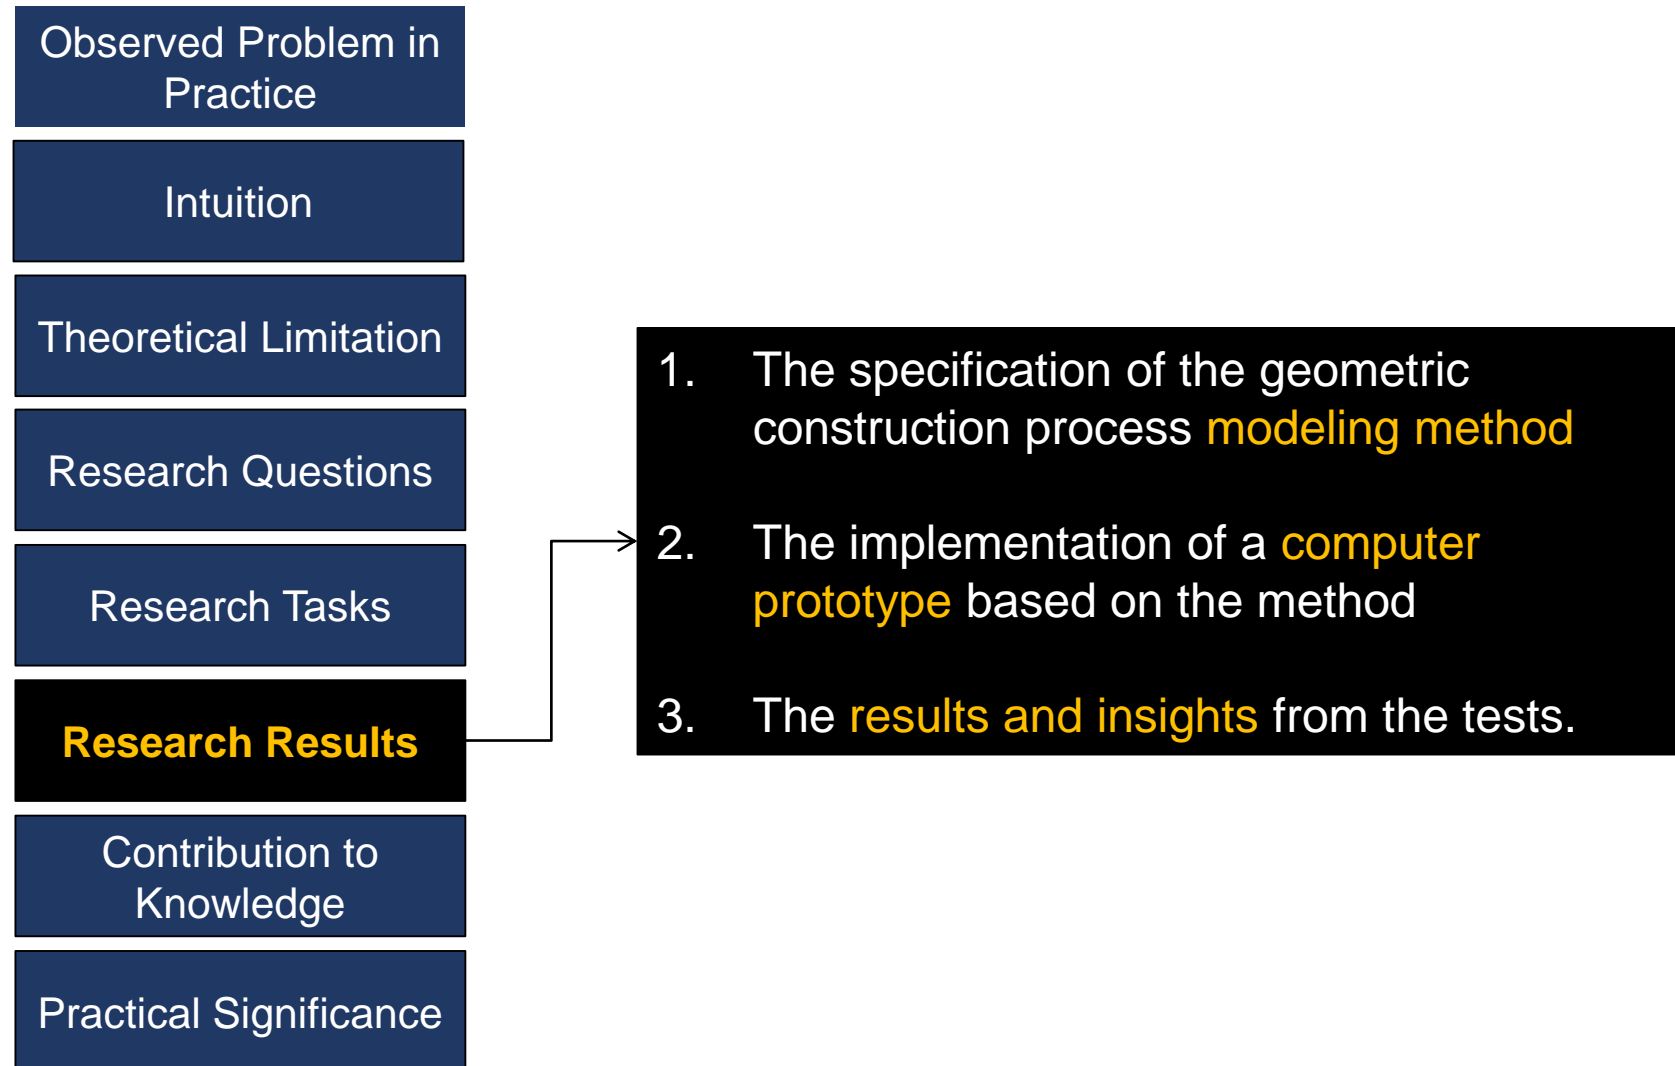 Observed Problem in
Practice
Intuition
Theoretical Limitation
Research Questions
Research Tasks
Research Results
Contribution to
Knowledge
Practical Significance
1. The specification of the geometric
construction process modeling method
2. The implementation of a computer
prototype based on the method
3. The results and insights from the tests.